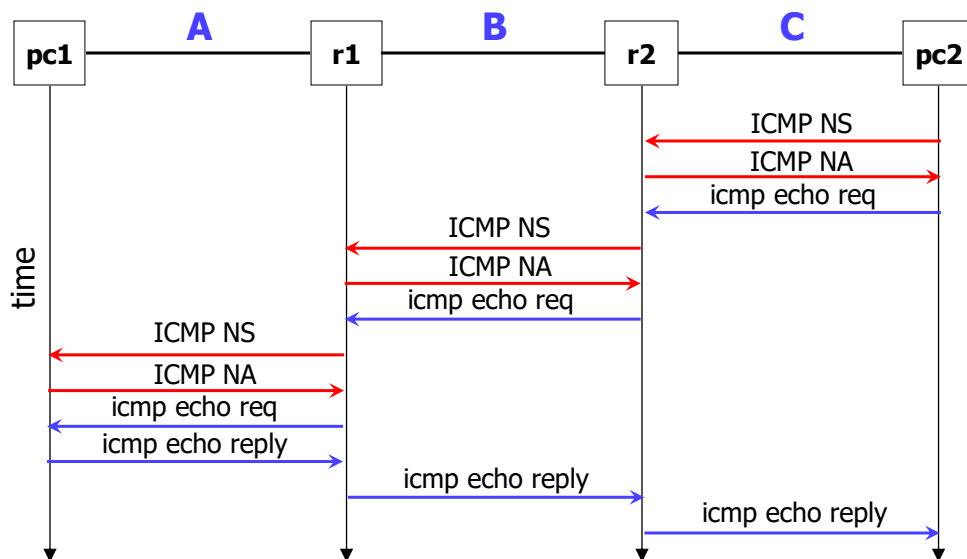 A
B
C
pc1
r1
r2
pc2
ICMP NS
ICMP NA
icmp echo req
ICMP NS
ICMP NA
icmp echo req
time
ICMP NS
ICMP NA
icmp echo req
icmp echo reply
icmp echo reply
icmp echo reply